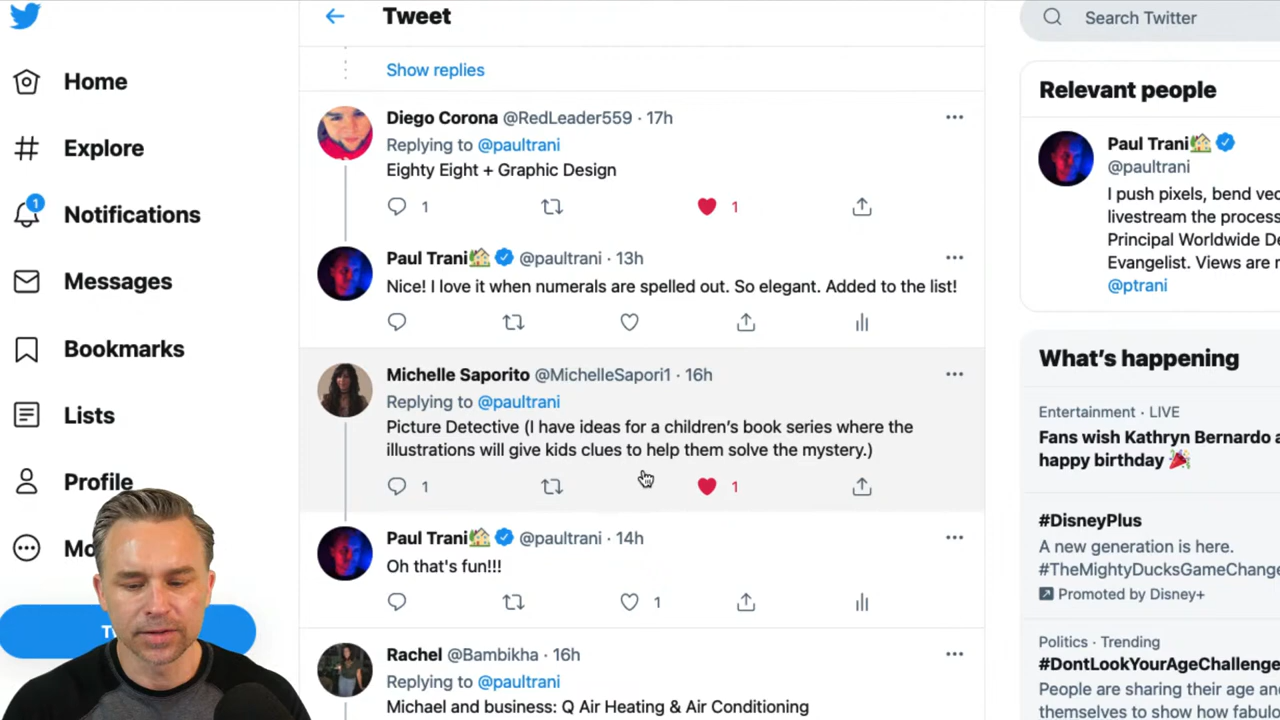 Tweet
Search Twitter
Home
Explore
1
Notifications
Messages
Bookmarks
Lists
Profile
Show replies
Diego Corona @RedLeader559 · 17h
Replying to @paultrani
Eighty Eight + Graphic Design
1
1
Paul Trani @paultrani · 13h
Nice! I love it when numerals are spelled out. So elegant. Added to the list!
Michelle Saporito @MichelleSapori1 · 16h
Replying to @paultrani
Picture Detective (I have ideas for a children's book series where the
illustrations will give kids clues to help them solve the mystery.)
1
1
Paul Trani @paultrani · 14h
Oh that's fun!!!
1
Rachel @Bambikha · 16h
Replying to @paultrani
Michael and business: Q Air Heating & Air Conditioning
Relevant people
Paul Trani
@paultrani
I push pixels, bend
livestream the process
Principal Worldwide
Evangelist. Views are
@ptrani
What's happening
Entertainment · LIVE
Fans wish Kathryn Bernardo a
happy birthday
#DisneyPlus
A new generation is here.
#TheMightyDucksGameChange
Promoted by Disney+
Politics · Trending
#DontLookYourAgeChallenge
People are sharing their age and
themselves to show how